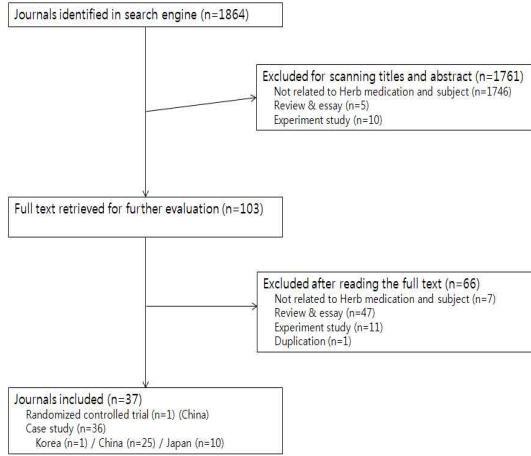 Journals identified in search engine (n=1864)
Excluded for scanning titles and abstract (n=1761)
Not related to Herb medication and subject (n=1746)
Review & essay (n=5)
Experiment study (n=10)
Full text retrieved for further evaluation (n=103)
Excluded after reading the full text (n=66)
Not related to Herb medication and subject (n=7)
Review & essay (n=47)
Experiment study (n=11)
Duplication (n=1)
Journals included (n=37)
Randomized controlled trial (n=1) (China)
Case study (n=36)
Korea (n=1) / China (n=25) / Japan (n=10)